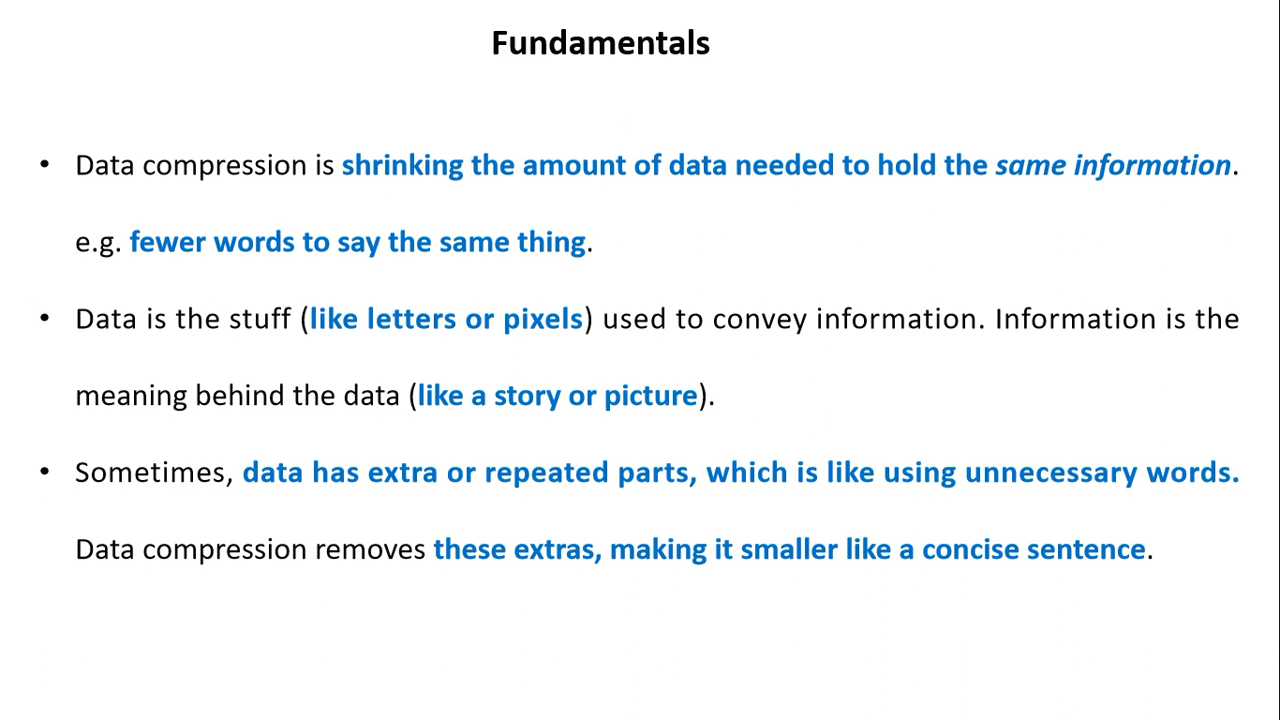 Fundamentals
• Data compression is shrinking the amount of data needed to hold the same information.
e.g. fewer words to say the same thing.
• Data is the stuff (like letters or pixels) used to convey information. Information is the
meaning behind the data (like a story or picture).
• Sometimes, data has extra or repeated parts, which is like using unnecessary words.
Data compression removes these extras, making it smaller like a concise sentence.